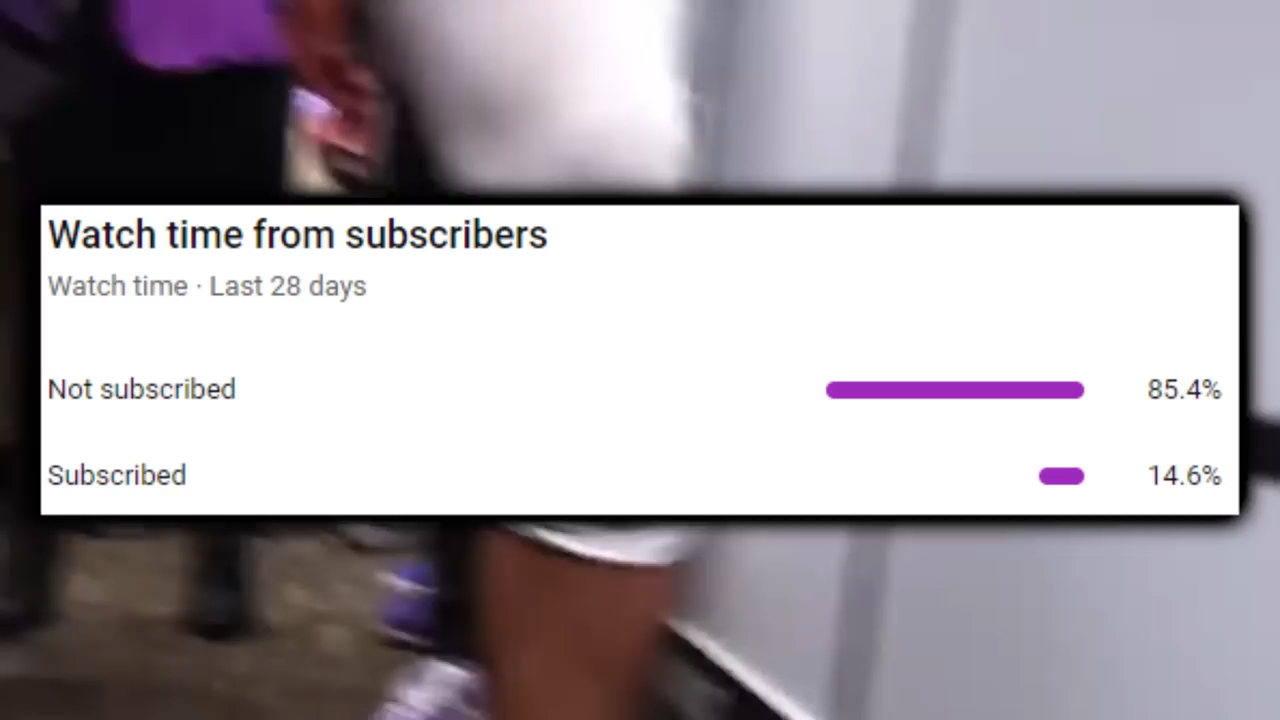 Watch time from subscribers
Watch time · Last 28 days
Not subscribed 85.4%
Subscribed 14.6%